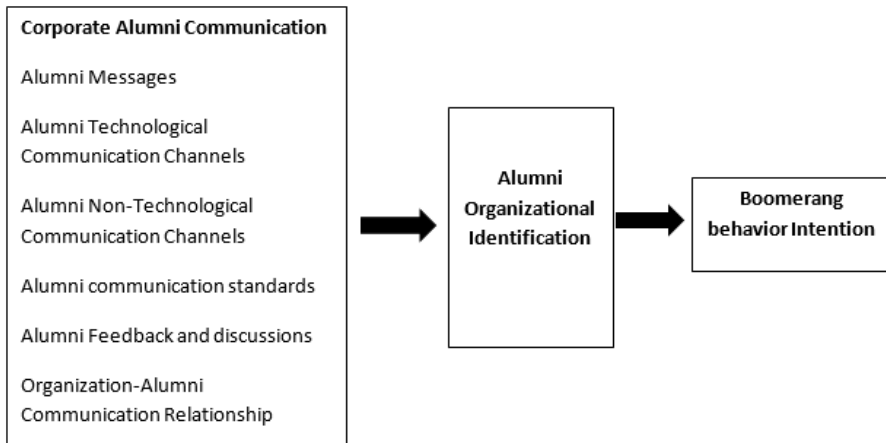 Corporate Alumni Communication
Alumni Messages
Alumni Technological
Communication Channels
Alumni Non-Technological
Communication Channels
Alumni communication standards
Alumni Feedback and discussions
Organization-Alumni
Communication Relationship
Alumni
Organizational
Identification
Boomerang
behavior Intention